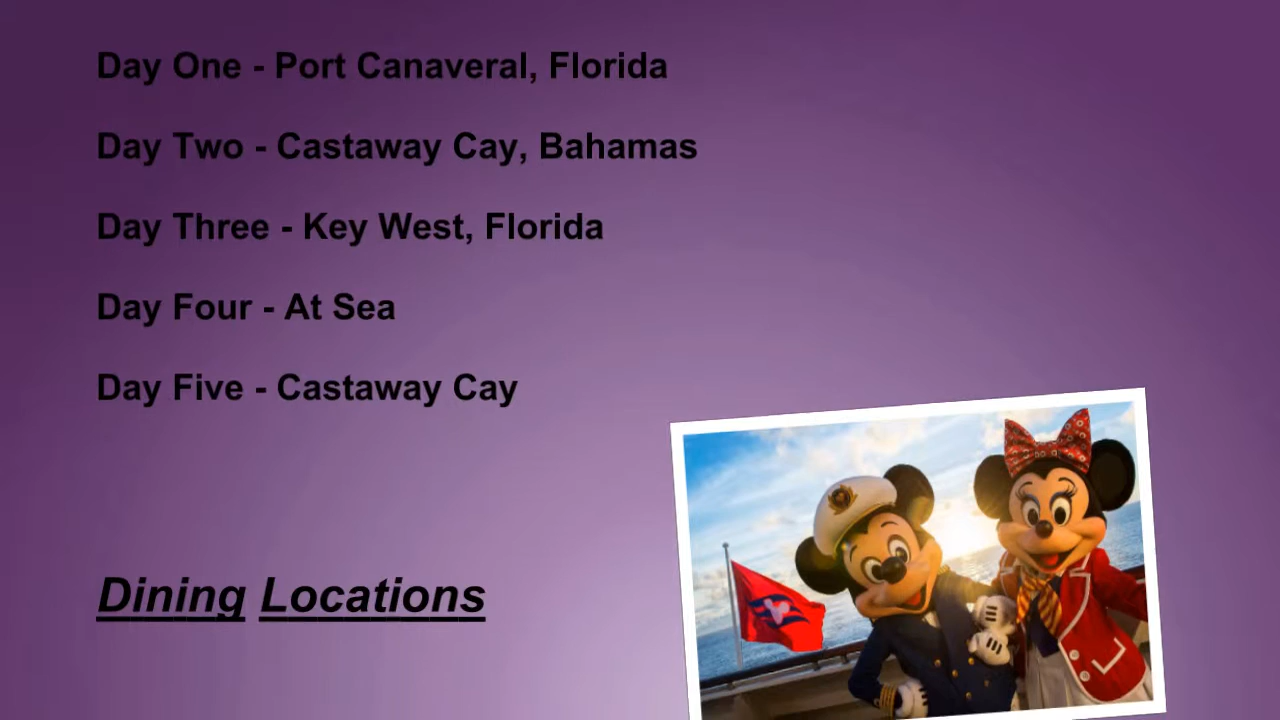 Day One - Port Canaveral, Florida
Day Two - Castaway Cay, Bahamas
Day Three - Key West, Florida
Day Four - At Sea
Day Five - Castaway Cay
Dining Locations